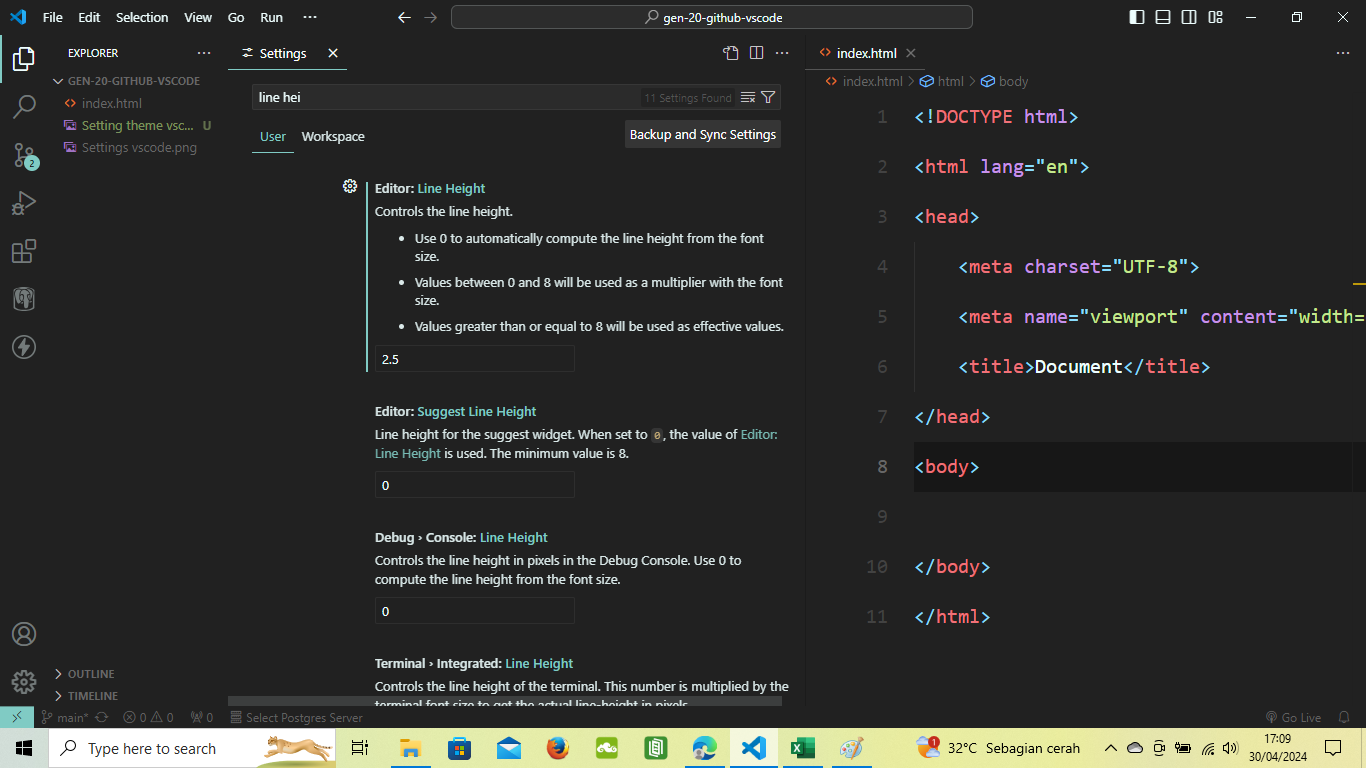 File Edit Selection View Go Run ···
gen-20-github-vscode
EXPLORER
GEN-20-GITHUB-VSCODE
index.html
Setting theme vsc... U
Settings vscode.png
2
OUTLINE
TIMELINE
Settings
line hei
11 Settings Found
User Workspace
Backup and Sync Settings
Editor: Line Height
Controls the line height.
• Use 0 to automatically compute the line height from the font
size.
• Values between 0 and 8 will be used as a multiplier with the font
size.
• Values greater than or equal to 8 will be used as effective values.
2.5
Editor: Suggest Line Height
Line height for the suggest widget. When set to 0, the value of Editor:
Line Height is used. The minimum value is 8.
0
Debug › Console: Line Height
Controls the line height in pixels in the Debug Console. Use 0 to
compute the line height from the font size.
0
Terminal › Integrated: Line Height
Controls the line height of the terminal. This number is multiplied by the
terminal font size to get the actual line-height in pixels.
index.html
index.html > html > body
1 <!DOCTYPE html>
2 <html lang="en">
3 <head>
4 <meta charset="UTF-8">
5 <meta name="viewport" content="width=
6 <title>Document</title>
7 </head>
8 <body>
9
10 </body>
11 </html>
main* 0 0 0 Select Postgres Server Go Live
Type here to search
32°C Sebagian cerah
17:09
30/04/2024